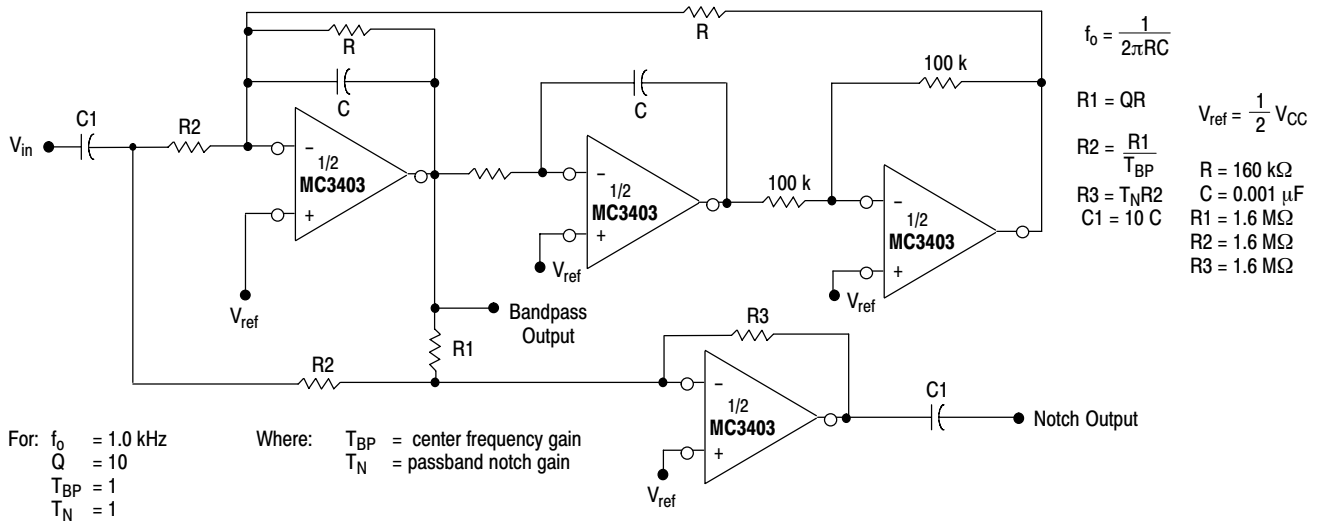 R
R
C
C1
V_in
R2
–
1/2
MC3403
+
V_ref
C
–
1/2
MC3403
+
V_ref
100 k
100 k
–
1/2
MC3403
+
V_ref
Bandpass
Output
R1
R2
R3
–
1/2
MC3403
+
V_ref
C1
Notch Output
f_o = 1/2πRC
R1 = QR
R2 = R1/T_BP
R3 = T_N R2
C1 = 10 C
V_ref = 1/2 V_CC
R = 160 kΩ
C = 0.001 μF
R1 = 1.6 MΩ
R2 = 1.6 MΩ
R3 = 1.6 MΩ
For: f_o = 1.0 kHz
Q = 10
T_BP = 1
T_N = 1
Where: T_BP = center frequency gain
T_N = passband notch gain